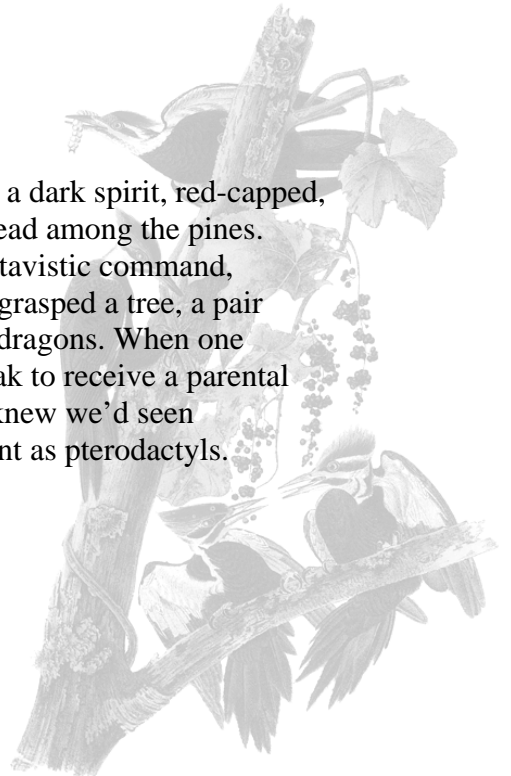 a dark spirit, red-capped,
ead among the pines.
tavistic command,
grasped a tree, a pair
dragons. When one
ak to receive a parental
knew we'd seen
nt as pterodactyls.